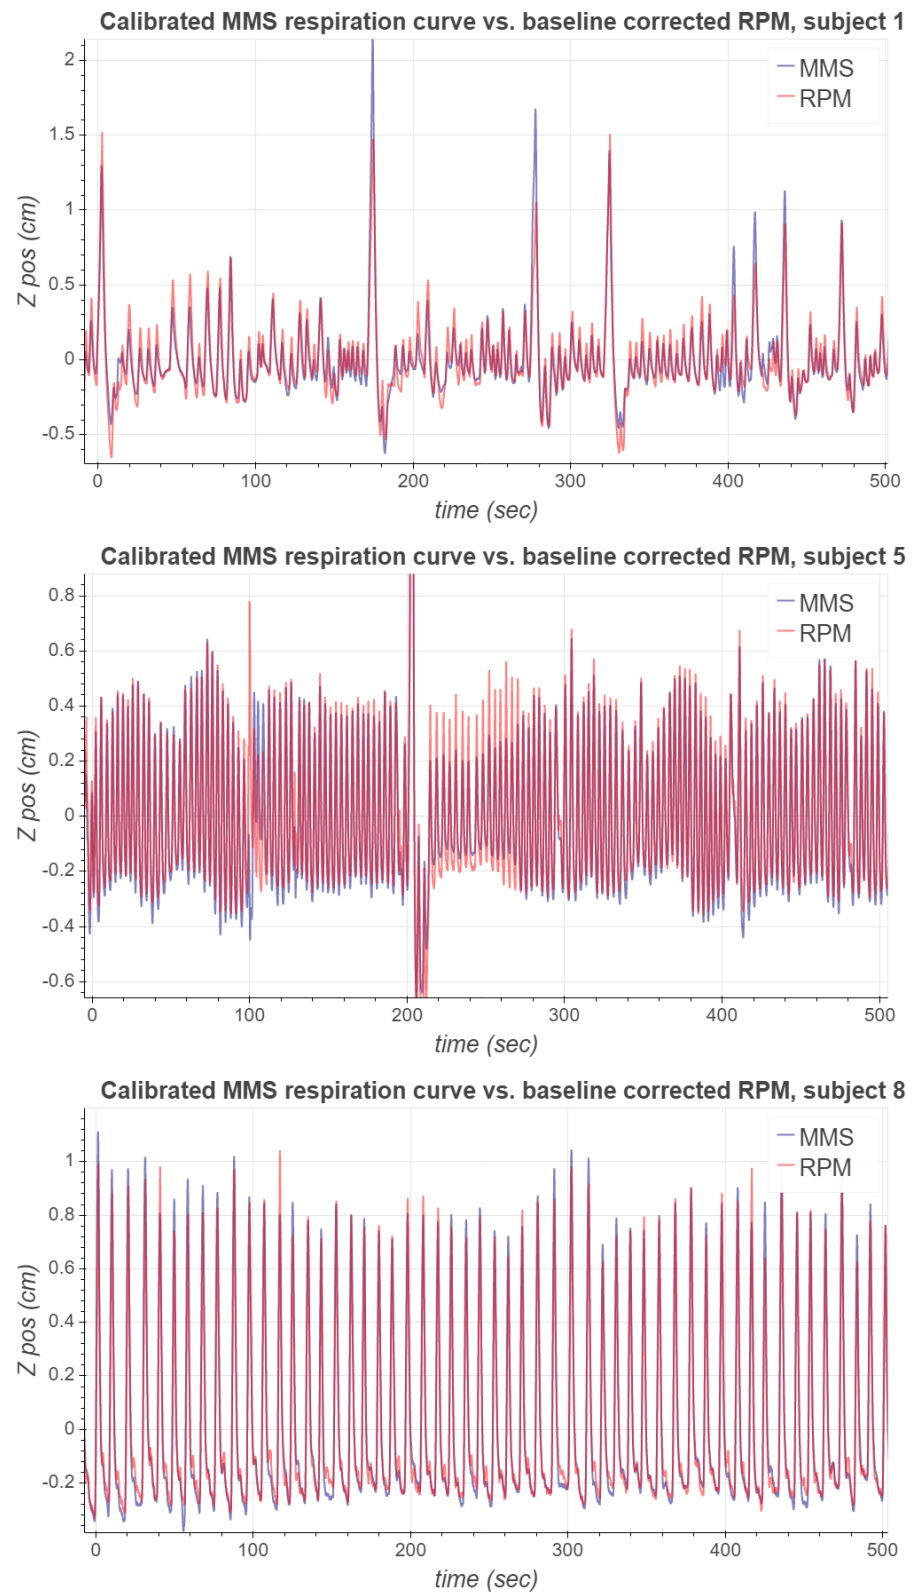 Calibrated MMS respiration curve vs. baseline corrected RPM, subject 1
MMS
RPM
2
1.5
1
0.5
0
-0.5
Z pos (cm)
0 100 200 300 400 500
time (sec)
Calibrated MMS respiration curve vs. baseline corrected RPM, subject 5
MMS
RPM
0.8
0.6
0.4
0.2
0
-0.2
-0.4
-0.6
Z pos (cm)
0 100 200 300 400 500
time (sec)
Calibrated MMS respiration curve vs. baseline corrected RPM, subject 8
MMS
RPM
1
0.8
0.6
0.4
0.2
0
-0.2
Z pos (cm)
0 100 200 300 400 500
time (sec)